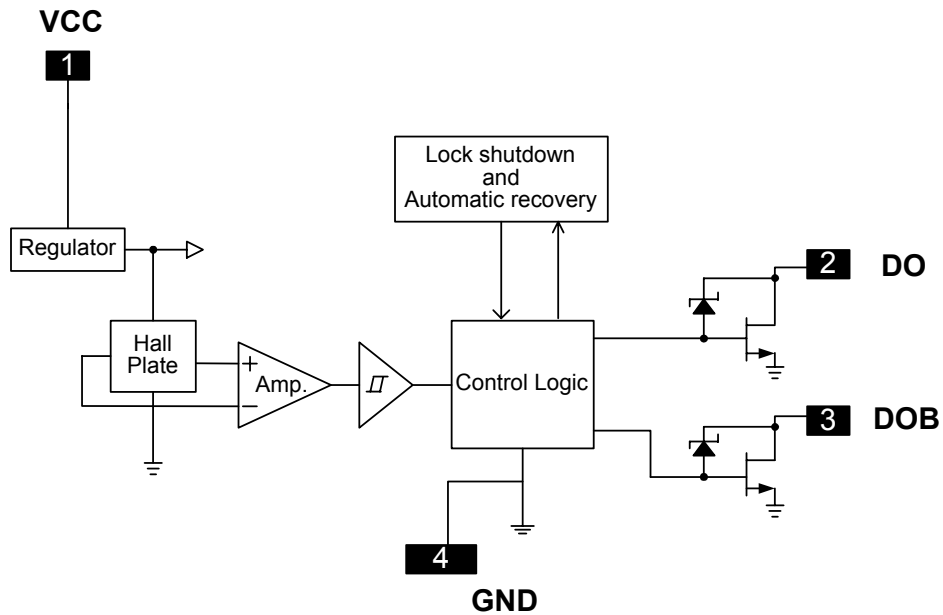 VCC
1
Lock shutdown
and
Automatic recovery
Regulator
2 DO
Hall
Plate
+
Amp.
−
Control Logic
3 DOB
4
GND